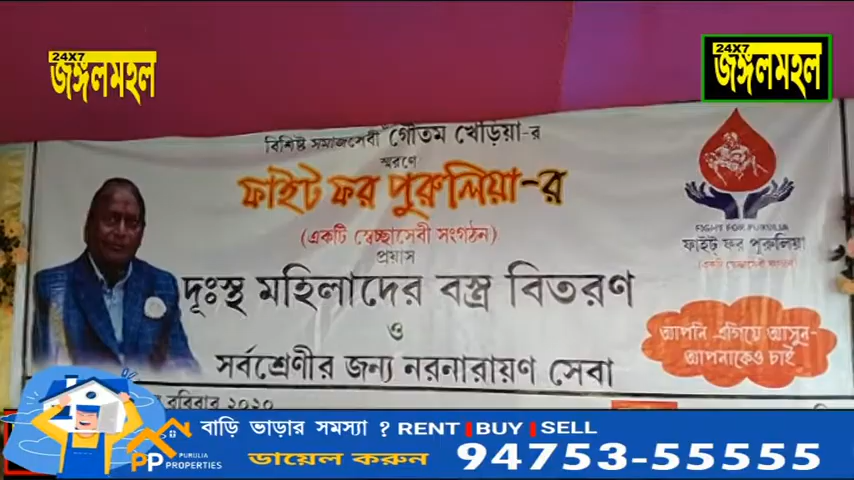 24X7
জঙ্গলমহল
24X7
জঙ্গলমহল
বিশিষ্ট সমাজসেবী গৌতম খেড়িয়া-র
স্মরণে
ফাইট ফর পুরুলিয়া-র
(একটি স্বেচ্ছাসেবী সংগঠন)
প্রয়াস
দূঃস্থ মহিলাদের বস্ত্র বিতরণ
ও
সর্বশ্রেণীর জন্য নরনারায়ণ সেবা
রবিবার ২০২০
FIGHT FOR PURULIA
ফাইট ফর পুরুলিয়া
(একটি স্বেচ্ছাসেবী সংগঠন)
আপনি এগিয়ে আসুন-
আপনাকেও চাই
PP PURULIA
PROPERTIES
বাড়ি ভাড়ার সমস্যা ? RENT | BUY | SELL
ডায়েল করুন 94753-55555